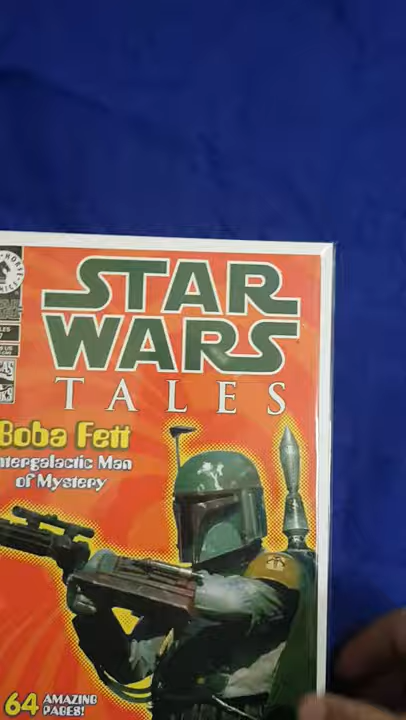 STAR
WARS
TALES
Boba Fett
Intergalactic Man
of Mystery
64 AMAZING
PAGES!